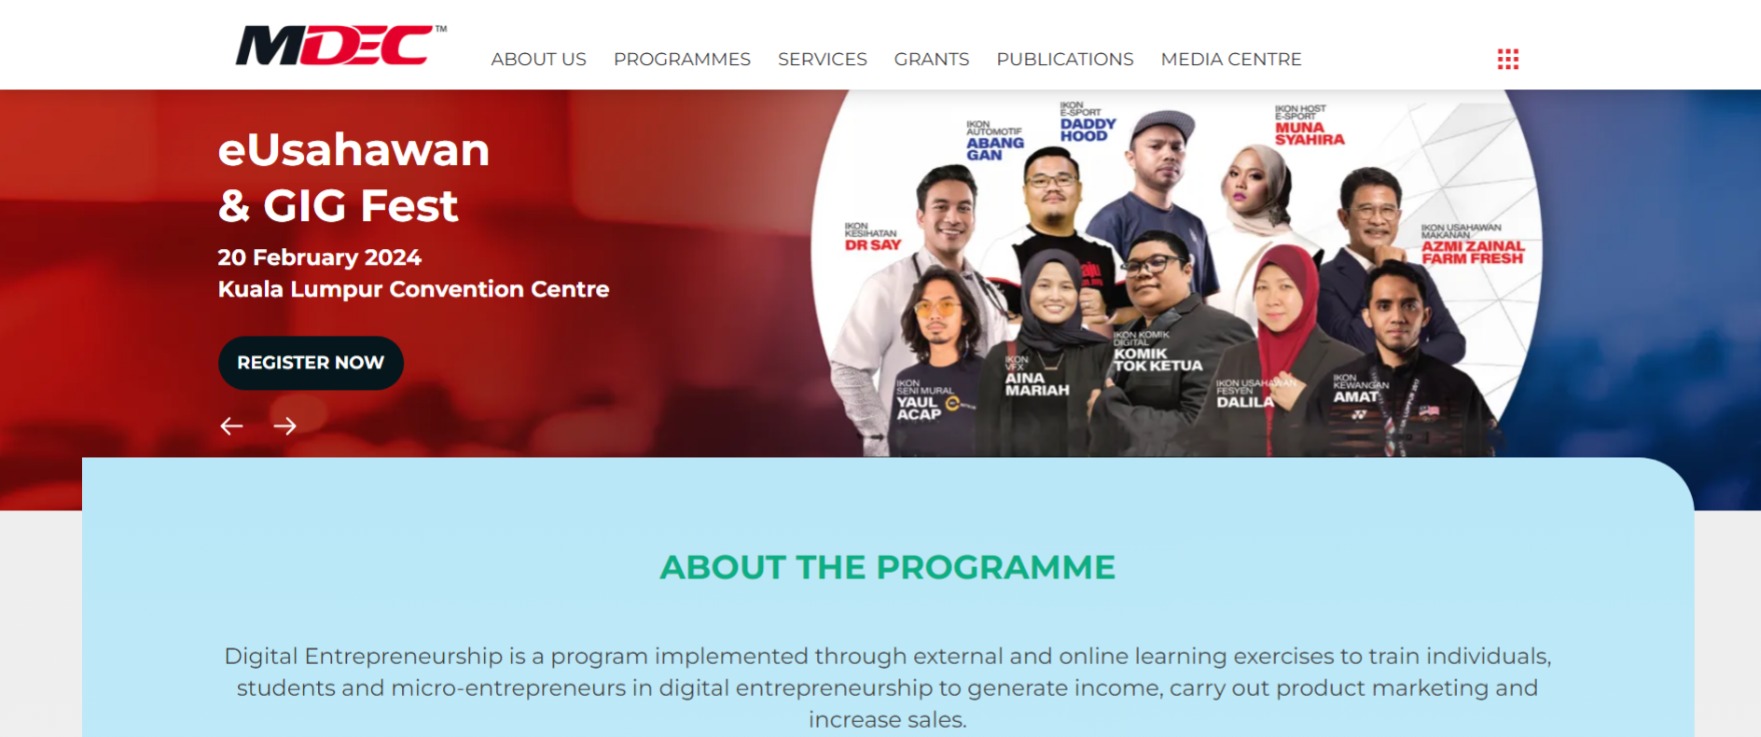 MDEC™
ABOUT US PROGRAMMES SERVICES GRANTS PUBLICATIONS MEDIA CENTRE
eUsahawan
& GIG Fest
20 February 2024
Kuala Lumpur Convention Centre
REGISTER NOW
IKON
AUTOMOTIF
ABANG
GAN
IKON
E-SPORT
DADDY
HOOD
IKON HOST
E-SPORT
MUNA
SYAHIRA
IKON
KESIHATAN
DR SAY
IKON USAHAWAN
MAKANAN
AZMI ZAINAL
FARM FRESH
IKON
SENI MURAL
YAUL
ACAP
IKON
VFX
AINA
MARIAH
IKON KOMIK
DIGITAL
KOMIK
TOK KETUA
IKON USAHAWAN
FESYEN
DALILA
IKON
KEWANGAN
AMAT
ABOUT THE PROGRAMME
Digital Entrepreneurship is a program implemented through external and online learning exercises to train individuals,
students and micro-entrepreneurs in digital entrepreneurship to generate income, carry out product marketing and
increase sales.